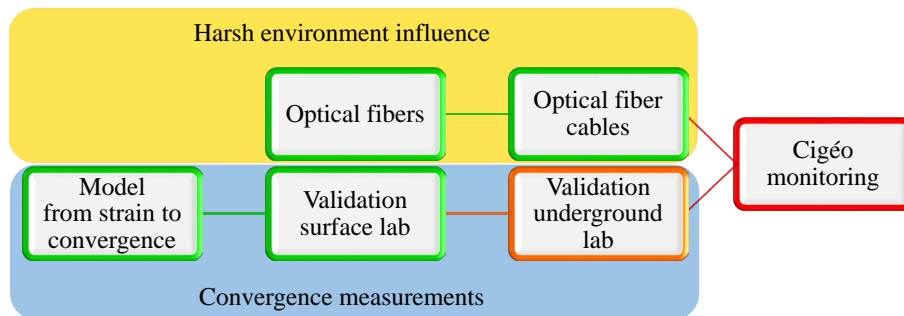 Harsh environment influence
Optical fibers
Optical fiber
cables
Cigéo
monitoring
Model
from strain to
convergence
Validation
surface lab
Validation
underground
lab
Convergence measurements